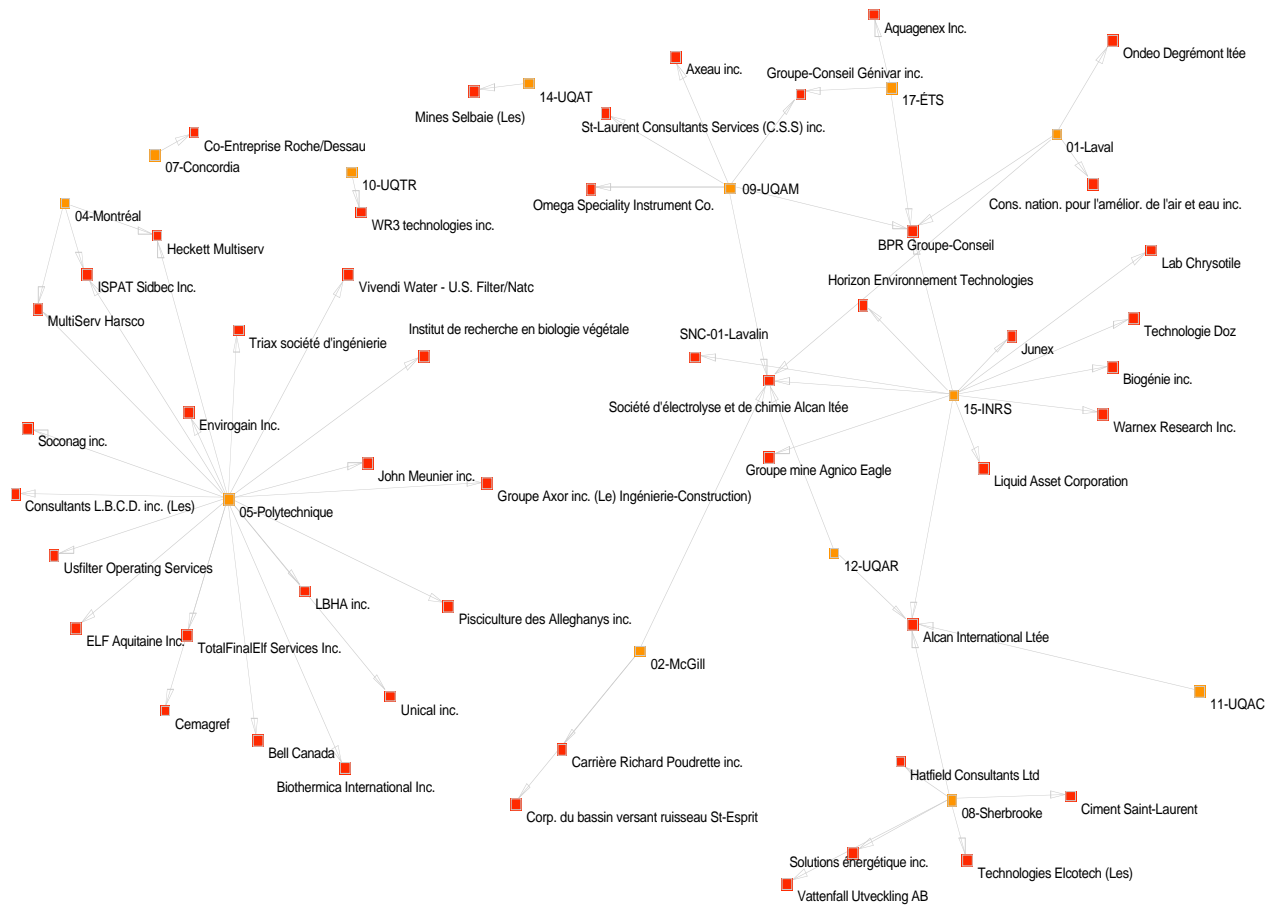 Aquagenex Inc.
Ondeo Degrémont ltée
Axeau inc.
Groupe-Conseil Génivar inc.
14-UQAT
17-ÉTS
Mines Selbaie (Les)
St-Laurent Consultants Services (C.S.S) inc.
Co-Entreprise Roche/Dessau
01-Laval
07-Concordia
10-UQTR
09-UQAM
Omega Speciality Instrument Co.
Cons. nation. pour l'amélior. de l'air et eau inc.
04-Montréal
WR3 technologies inc.
Heckett Multiserv
BPR Groupe-Conseil
Lab Chrysotile
ISPAT Sidbec Inc.
Vivendi Water - U.S. Filter/Natc
Horizon Environnement Technologies
MultiServ Harsco
Institut de recherche en biologie végétale
SNC-01-Lavalin
Technologie Doz
Triax société d'ingénierie
Junex
Biogénie inc.
Société d'électrolyse et de chimie Alcan ltée
15-INRS
Envirogain Inc.
Warnex Research Inc.
Soconag inc.
John Meunier inc.
Groupe mine Agnico Eagle
Liquid Asset Corporation
Groupe Axor inc. (Le) Ingénierie-Construction)
Consultants L.B.C.D. inc. (Les)
05-Polytechnique
Usfilter Operating Services
12-UQAR
LBHA inc.
Pisciculture des Alleghanys inc.
ELF Aquitaine Inc.
TotalFinalElf Services Inc.
Alcan International Ltée
02-McGill
11-UQAC
Unical inc.
Cemagref
Bell Canada
Carrière Richard Poudrette inc.
Hatfield Consultants Ltd
Biothermica International Inc.
Corp. du bassin versant ruisseau St-Esprit
08-Sherbrooke
Ciment Saint-Laurent
Solutions énergétique inc.
Technologies Elcotech (Les)
Vattenfall Utveckling AB